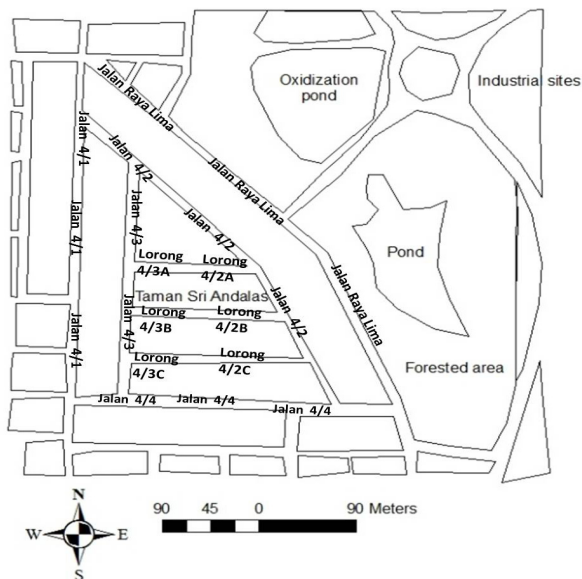 Oxidization
pond
Industrial sites
Jalan Raya Lima
Jalan Raya Lima
Jalan Raya Lima
Jalan 4/1
Jalan 4/1
Jalan 4/1
Jalan 4/2
Jalan 4/2
Jalan 4/2
Jalan 4/3
Jalan 4/3
Pond
Lorong
4/3A
Lorong
4/2A
Taman Sri Andalas
Lorong
4/3B
Lorong
4/2B
Lorong
4/3C
Lorong
4/2C
Forested area
Jalan 4/4
Jalan 4/4
Jalan 4/4
N
W
E
S
90 45 0 90 Meters